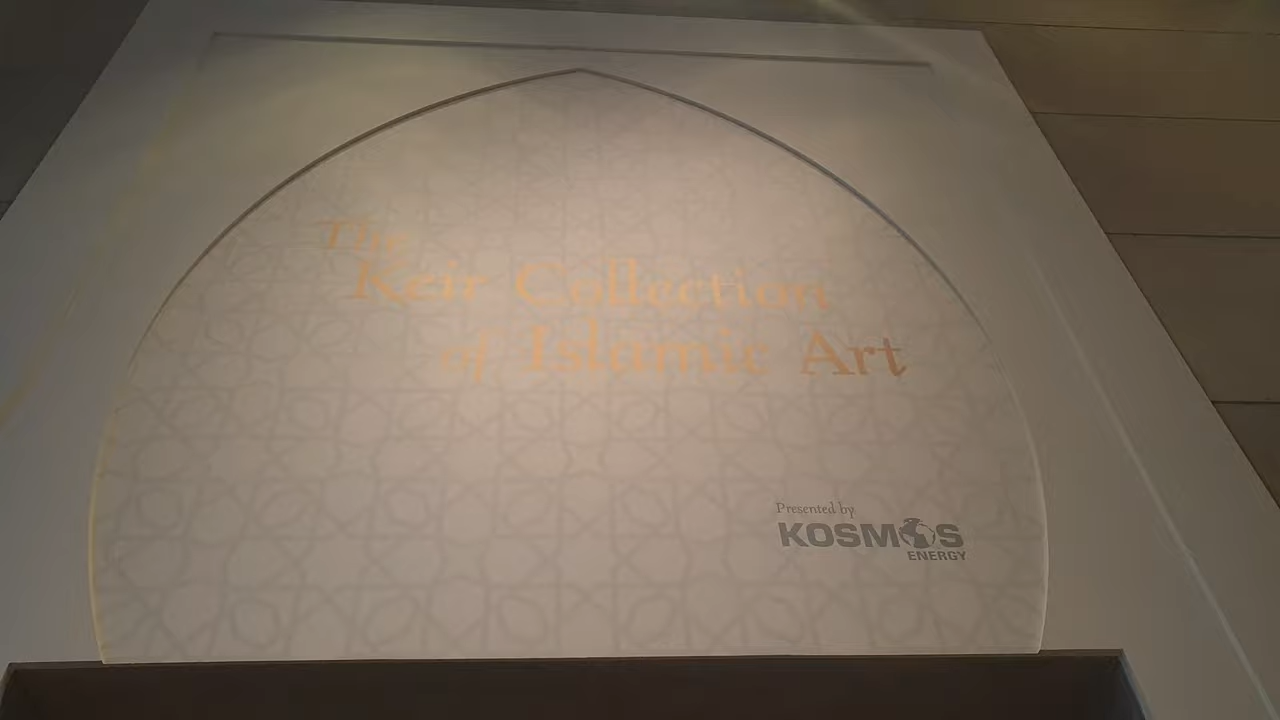 The
Keir Collection
of Islamic Art
Presented by
KOSMOS
ENERGY